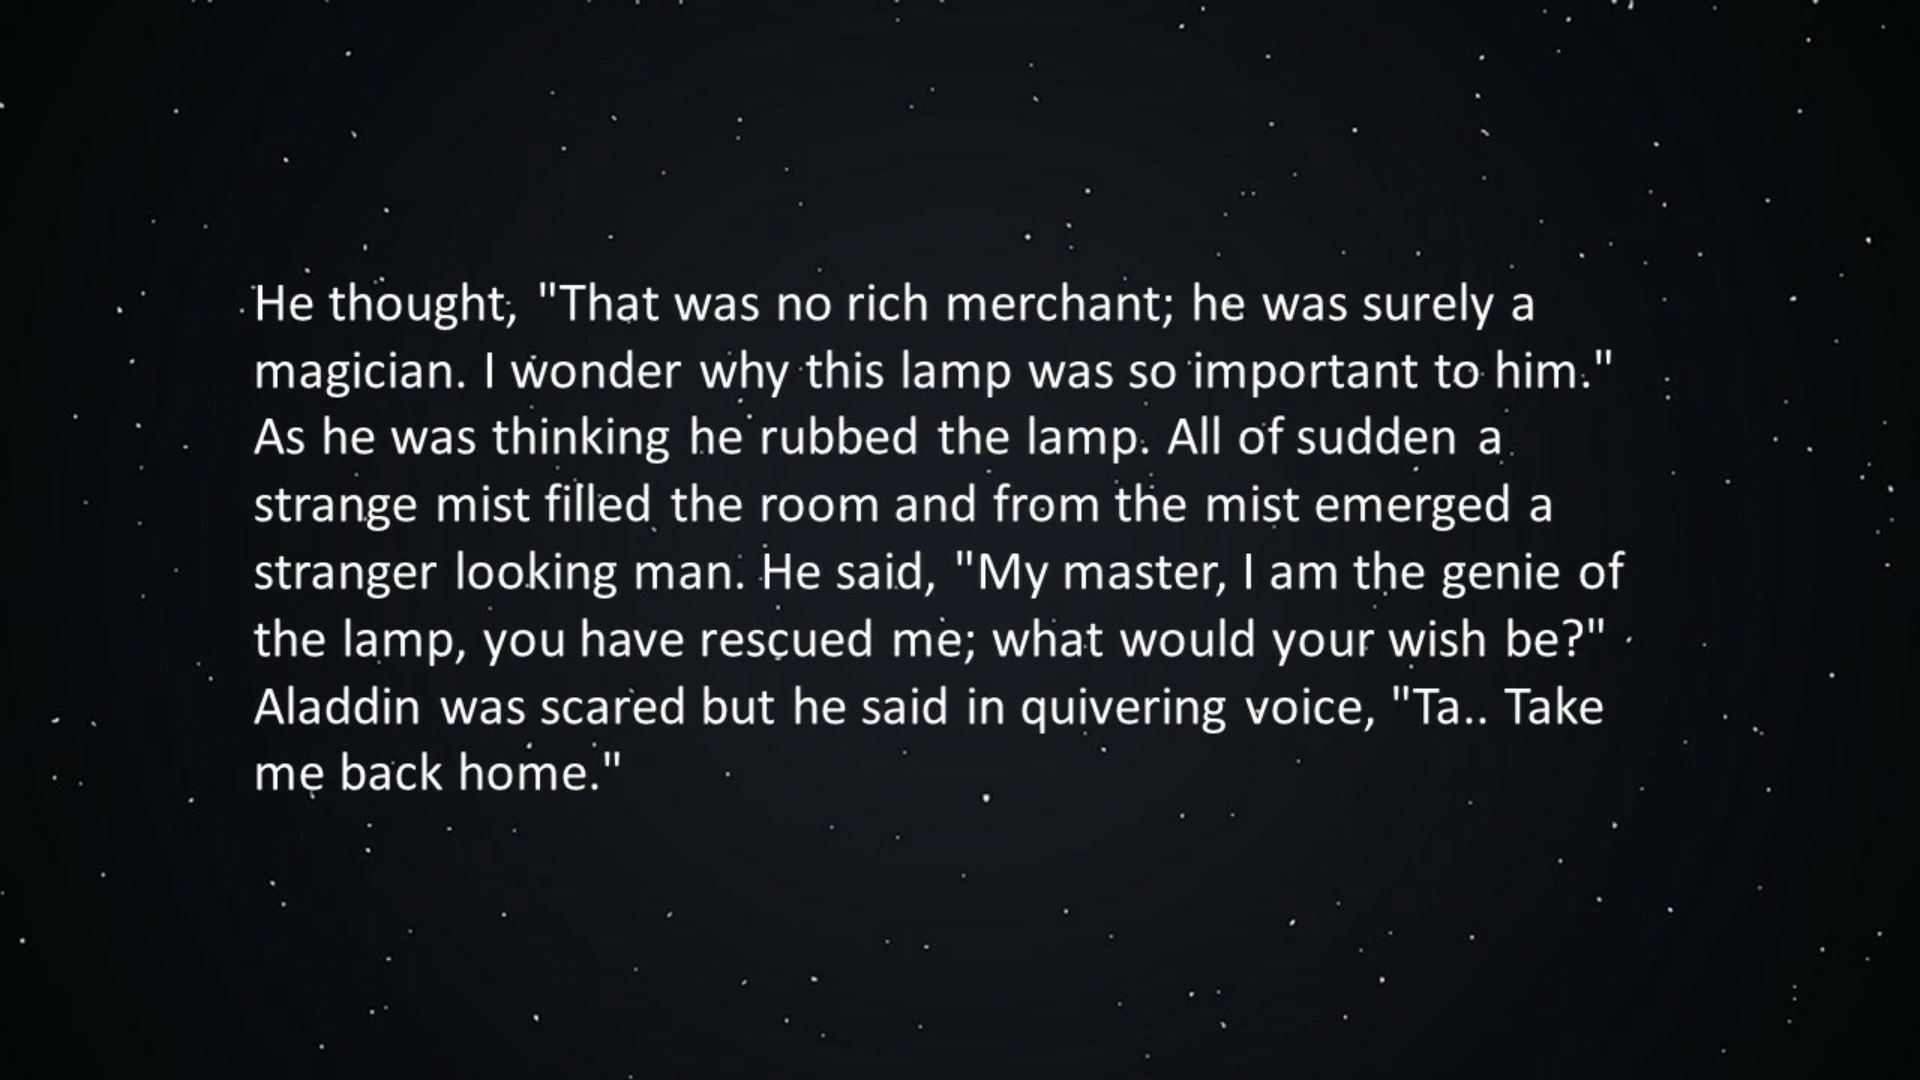 He thought, "That was no rich merchant; he was surely a
magician. I wonder why this lamp was so important to him."
As he was thinking he rubbed the lamp. All of sudden a
strange mist filled the room and from the mist emerged a
stranger looking man. He said, "My master, I am the genie of
the lamp, you have rescued me; what would your wish be?"
Aladdin was scared but he said in quivering voice, "Ta.. Take
me back home."